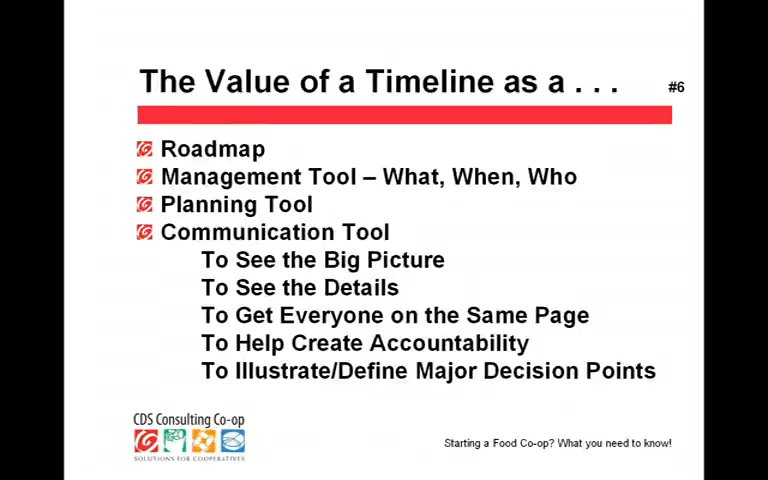 The Value of a Timeline as a . . .
#6
Roadmap
Management Tool – What, When, Who
Planning Tool
Communication Tool
To See the Big Picture
To See the Details
To Get Everyone on the Same Page
To Help Create Accountability
To Illustrate/Define Major Decision Points
CDS Consulting Co-op
SOLUTIONS FOR COOPERATIVES
Starting a Food Co-op? What you need to know!